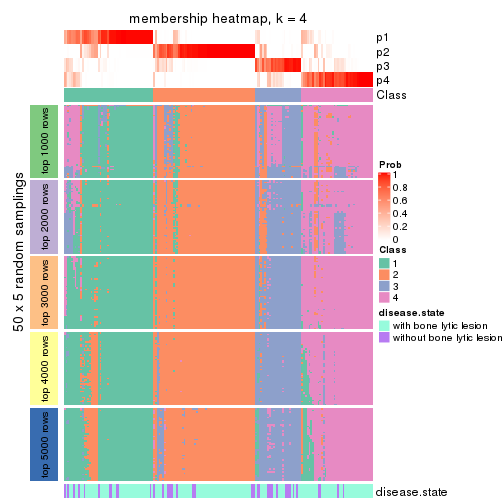 membership heatmap, k = 4
p1
p2
p3
p4
Class
50 x 5 random samplings
top 1000 rows
top 2000 rows
top 3000 rows
top 4000 rows
top 5000 rows
Prob
1
0.8
0.6
0.4
0.2
0
Class
1
2
3
4
disease.state
with bone lytic lesion
without bone lytic lesion
disease.state